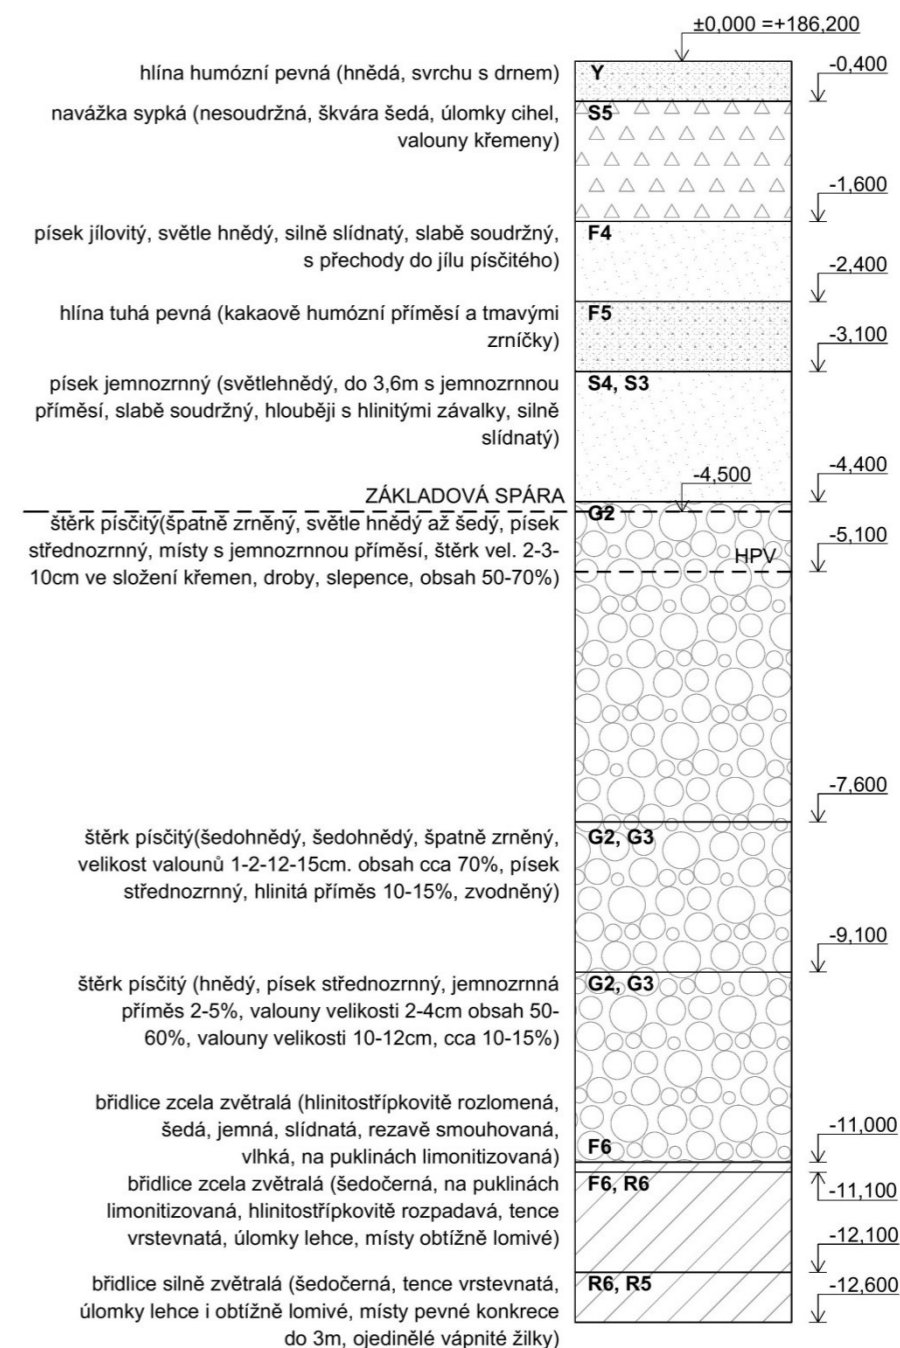 ±0,000 =+186,200
hlína humózní pevná (hnědá, svrchu s drnem)
Y
-0,400
navážka sypká (nesoudržná, škvára šedá, úlomky cihel,
valouny křemeny)
S5
-1,600
písek jílovitý, světle hnědý, silně slídnatý, slabě soudržný,
s přechody do jílu písčitého)
F4
-2,400
hlína tuhá pevná (kakaově humózní příměsí a tmavými
zrníčky)
F5
-3,100
písek jemnozrnný (světlehnědý, do 3,6m s jemnozrnnou
příměsí, slabě soudržný, hlouběji s hlinitými závalky, silně
slídnatý)
S4, S3
-4,400
ZÁKLADOVÁ SPÁRA
-4,500
štěrk písčitý(špatně zrněný, světle hnědý až šedý, písek
střednozrnný, místy s jemnozrnnou příměsí, štěrk vel. 2-3-
10cm ve složení křemen, droby, slepence, obsah 50-70%)
G2
HPV
-5,100
-7,600
štěrk písčitý(šedohnědý, šedohnědý, špatně zrněný,
velikost valounů 1-2-12-15cm. obsah cca 70%, písek
střednozrnný, hlinitá příměs 10-15%, zvodněný)
G2, G3
-9,100
štěrk písčitý (hnědý, písek střednozrnný, jemnozrnná
příměs 2-5%, valouny velikosti 2-4cm obsah 50-
60%, valouny velikosti 10-12cm, cca 10-15%)
G2, G3
břidlice zcela zvětralá (hlinitostřípkovitě rozlomená,
šedá, jemná, slídnatá, rezavě smouhovaná,
vlhká, na puklinách limonitizovaná)
F6
-11,000
břidlice zcela zvětralá (šedočerná, na puklinách
limonitizovaná, hlinitostřípkovitě rozpadavá, tence
vrstevnatá, úlomky lehce, místy obtížně lomivé)
F6, R6
-11,100
-12,100
břidlice silně zvětralá (šedočerná, tence vrstevnatá,
úlomky lehce i obtížně lomivé, místy pevné konkrece
do 3m, ojedinělé vápnité žilky)
R6, R5
-12,600